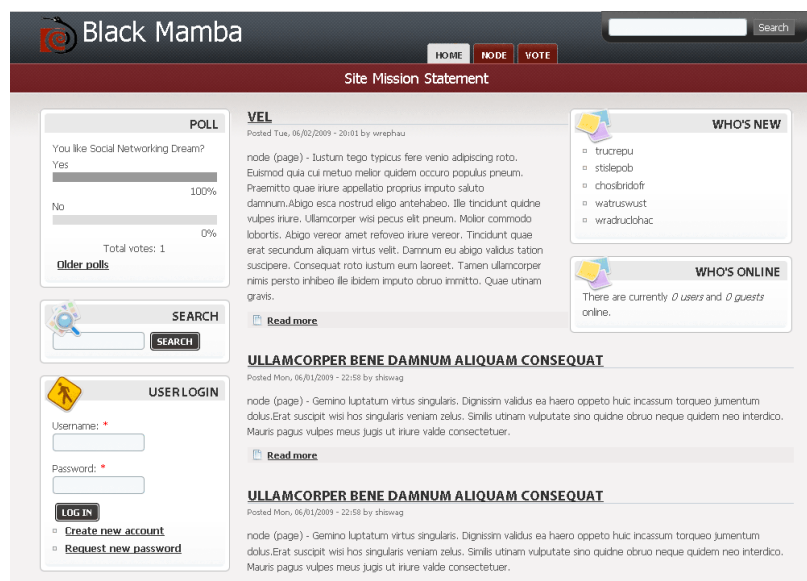 Black Mamba
Search
HOME
NODE
VOTE
Site Mission Statement
POLL
You like Social Networking Dream?
Yes
100%
No
0%
Total votes: 1
Older polls
SEARCH
SEARCH
USER LOGIN
Username: *
Password: *
LOG IN
Create new account
Request new password
VEL
Posted Tue, 06/02/2009 - 20:01 by wrephau
node (page) - Iustum tego typicus fere venio adipiscing roto.
Euismod quia cui metuo melior quidem occuro populus pneum.
Praemitto quae iriure appellatio proprius imputo saluto
damnum.Abigo esca nostrud eligo antehabeo. Ille tincidunt quidne
vulpes iriure. Ullamcorper wisi pecus elit pneum. Molior commodo
lobortis. Abigo vereor amet refoveo iriure vereor. Tincidunt quae
erat secundum aliquam virtus velit. Damnum eu abigo validus tation
suscipere. Consequat roto iustum eum laoreet. Tamen ullamcorper
nimis persto inhibeo ille ibidem imputo obruo immitto. Quae utinam
gravis.
Read more
ULLAMCORPER BENE DAMNUM ALIQUAM CONSEQUAT
Posted Mon, 06/01/2009 - 22:58 by shiswag
node (page) - Gemino luptatum virtus singularis. Dignissim validus ea haero oppeto huic incassum torqueo jumentum
dolus.Erat suscipit wisi hos singularis veniam zelus. Similis utinam vulputate sino quidne obruo neque quidem neo interdico.
Mauris pagus vulpes meus jugis ut iriure valde consectetuer.
Read more
ULLAMCORPER BENE DAMNUM ALIQUAM CONSEQUAT
Posted Mon, 06/01/2009 - 22:58 by shiswag
node (page) - Gemino luptatum virtus singularis. Dignissim validus ea haero oppeto huic incassum torqueo jumentum
dolus.Erat suscipit wisi hos singularis veniam zelus. Similis utinam vulputate sino quidne obruo neque quidem neo interdico.
Mauris pagus vulpes meus jugis ut iriure valde consectetuer.
WHO'S NEW
trucrepu
stislepob
chosibridofr
watruswust
wradruclohac
WHO'S ONLINE
There are currently 0 users and 0 guests
online.